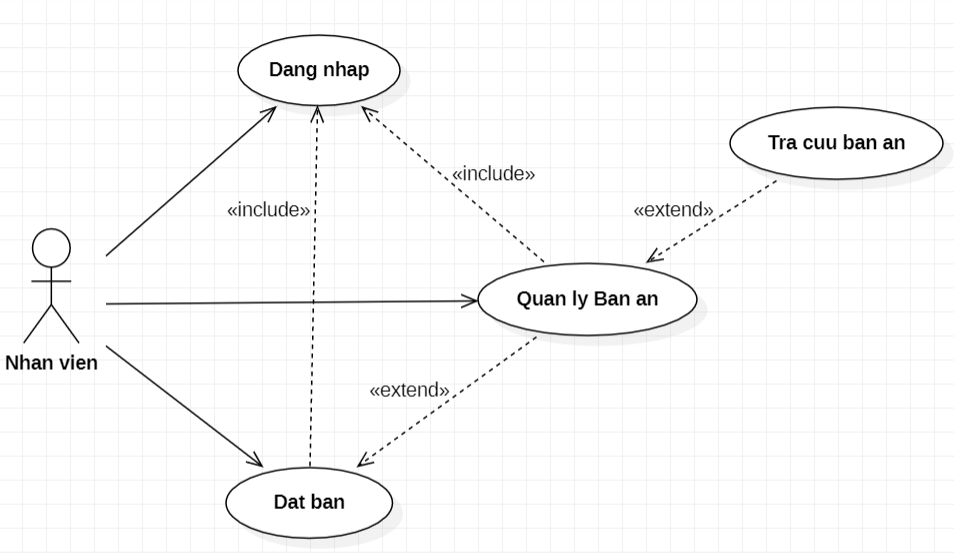 Dang nhap
Tra cuu ban an
«include»
«include»
«extend»
Quan ly Ban an
Nhan vien
«extend»
Dat ban